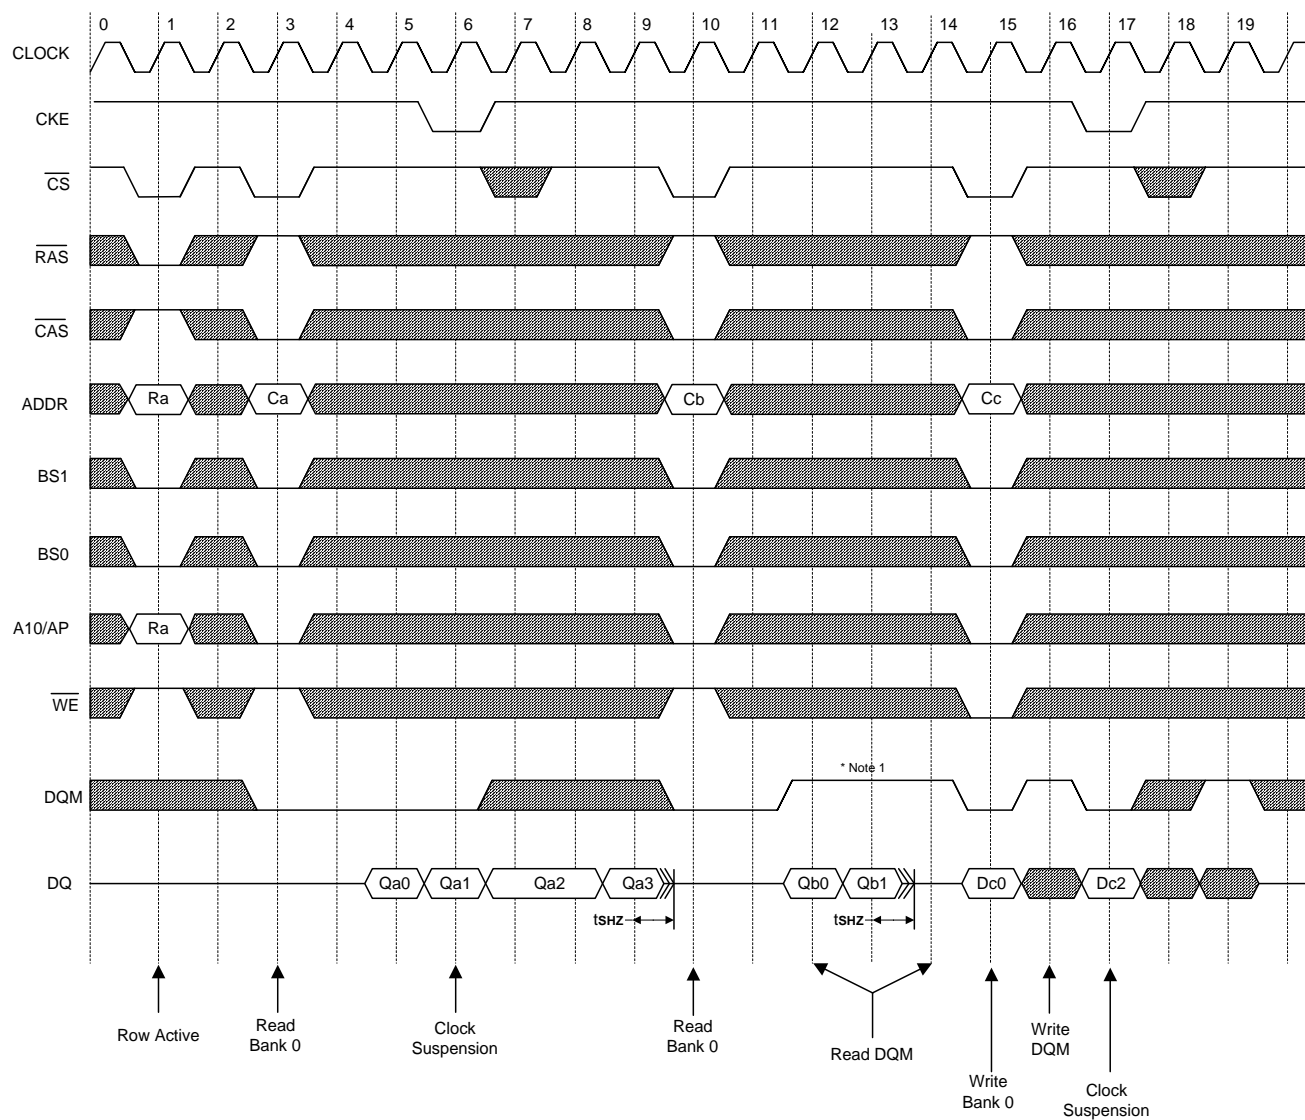 0 1 2 3 4 5 6 7 8 9 10 11 12 13 14 15 16 17 18 19
CLOCK
CKE
CS
RAS
CAS
ADDR Ra Ca Cb Cc
BS1
BS0
A10/AP Ra
WE
* Note 1
DQM
DQ Qa0 Qa1 Qa2 Qa3 Qb0 Qb1 Dc0 Dc2
tSHZ tSHZ
Row Active
Read
Bank 0
Clock
Suspension
Read
Bank 0
Read DQM
Write
DQM
Write
Bank 0
Clock
Suspension